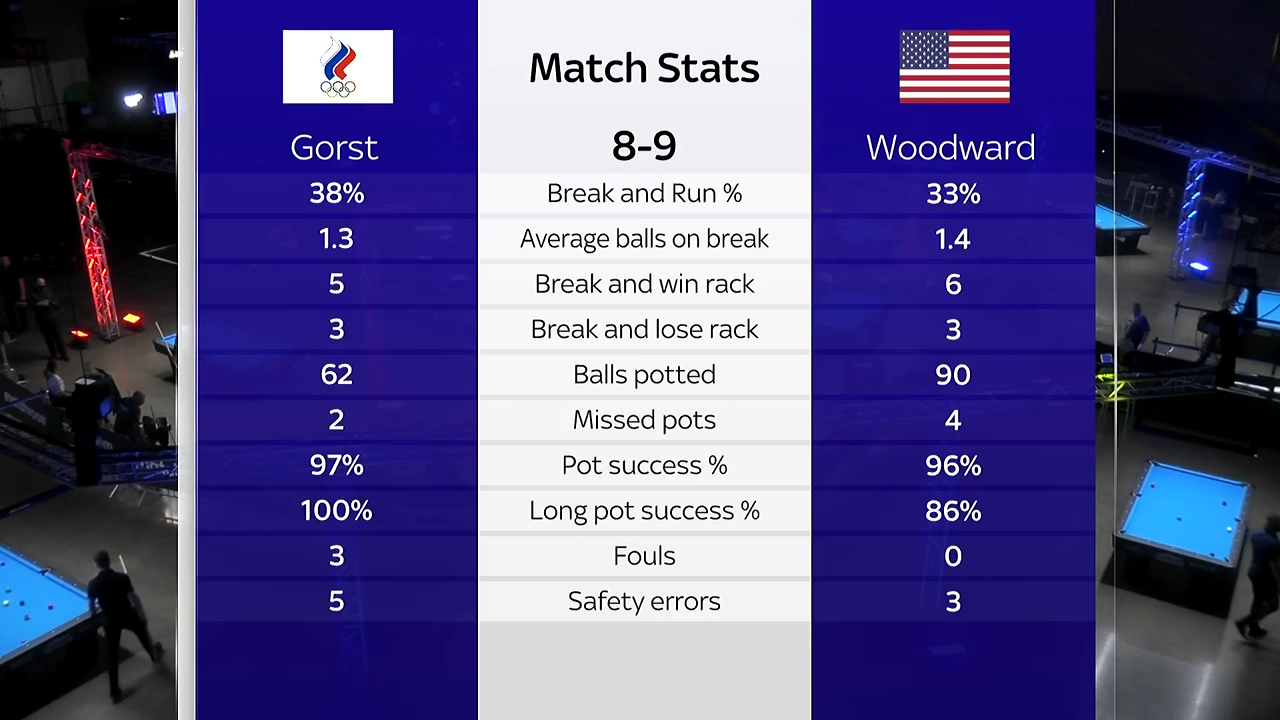 Match Stats
Gorst 8-9 Woodward
38% Break and Run % 33%
1.3 Average balls on break 1.4
5 Break and win rack 6
3 Break and lose rack 3
62 Balls potted 90
2 Missed pots 4
97% Pot success % 96%
100% Long pot success % 86%
3 Fouls 0
5 Safety errors 3